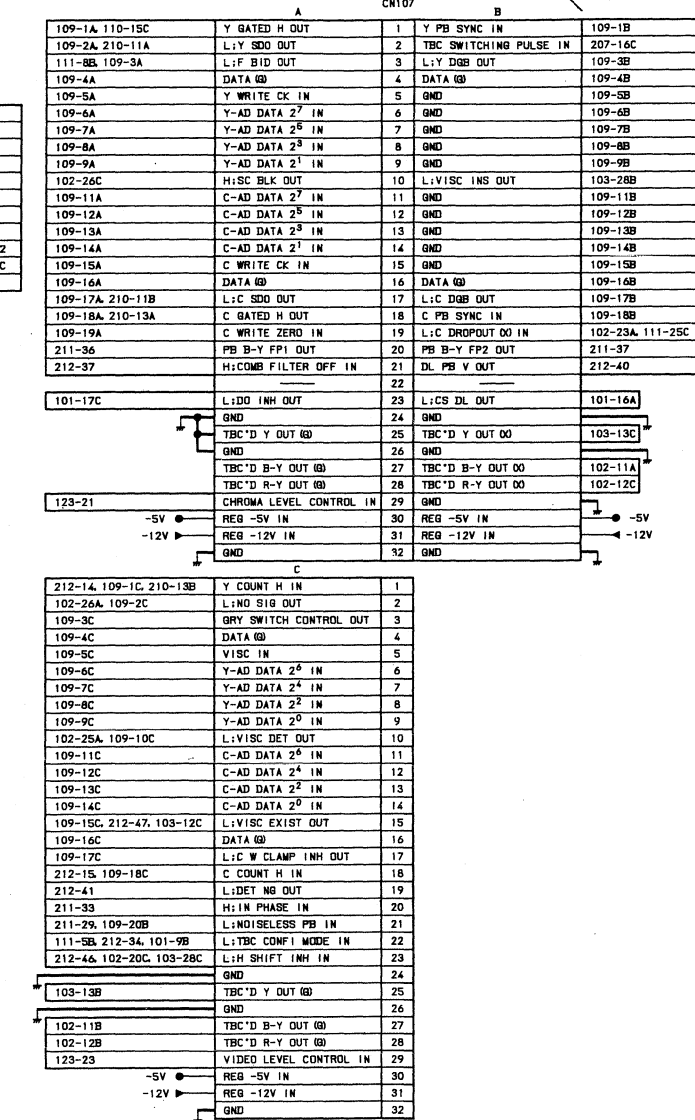 CN107
A B
109-1A, 110-15C Y GATED H OUT 1 Y PB SYNC IN 109-1B
109-2A, 210-11A L;Y SDO OUT 2 TBC SWITCHING PULSE IN 207-16C
111-8B, 109-3A L;F BID OUT 3 L;Y DGB OUT 109-3B
109-4A DATA (G) 4 DATA (G) 109-4B
109-5A Y WRITE CK IN 5 GND 109-5B
109-6A Y-AD DATA 2⁷ IN 6 GND 109-6B
109-7A Y-AD DATA 2⁵ IN 7 GND 109-7B
109-8A Y-AD DATA 2³ IN 8 GND 109-8B
109-9A Y-AD DATA 2¹ IN 9 GND 109-9B
102-26C H;SC BLK OUT 10 L;VISC INS OUT 103-28B
109-11A C-AD DATA 2⁷ IN 11 GND 109-11B
109-12A C-AD DATA 2⁵ IN 12 GND 109-12B
109-13A C-AD DATA 2³ IN 13 GND 109-13B
109-14A C-AD DATA 2¹ IN 14 GND 109-14B
109-15A C WRITE CK IN 15 GND 109-15B
109-16A DATA (G) 16 DATA (G) 109-16B
109-17A, 210-11B L;C SDO OUT 17 L;C DGB OUT 109-17B
109-18A, 210-13A C GATED H OUT 18 C PB SYNC IN 109-18B
109-19A C WRITE ZERO IN 19 L;C DROPOUT (X) IN 102-23A, 111-25C
211-36 PB B-Y FP1 OUT 20 PB B-Y FP2 OUT 211-37
212-37 H;COMB FILTER OFF IN 21 DL PB V OUT 212-40
22
101-17C L;DO INH OUT 23 L;CS DL OUT 101-16A
GND 24 GND
TBC'D Y OUT (G) 25 TBC'D Y OUT (X) 103-13C
GND 26 GND
TBC'D B-Y OUT (G) 27 TBC'D B-Y OUT (X) 102-11A
TBC'D R-Y OUT (G) 28 TBC'D R-Y OUT (X) 102-12C
123-21 CHROMA LEVEL CONTROL IN 29 GND
-5V REG -5V IN 30 REG -5V IN -5V
-12V REG -12V IN 31 REG -12V IN -12V
GND 32 GND
2
C
C
212-14, 109-1C, 210-13B Y COUNT H IN 1
102-26A, 109-2C L;NO SIG OUT 2
109-3C GRY SWITCH CONTROL OUT 3
109-4C DATA (G) 4
109-5C VISC IN 5
109-6C Y-AD DATA 2⁶ IN 6
109-7C Y-AD DATA 2⁴ IN 7
109-8C Y-AD DATA 2² IN 8
109-9C Y-AD DATA 2⁰ IN 9
102-25A, 109-10C L;VISC DET OUT 10
109-11C C-AD DATA 2⁶ IN 11
109-12C C-AD DATA 2⁴ IN 12
109-13C C-AD DATA 2² IN 13
109-14C C-AD DATA 2⁰ IN 14
109-15C, 212-47, 103-12C L;VISC EXIST OUT 15
109-16C DATA (G) 16
109-17C L;C W CLAMP INH OUT 17
212-15, 109-18C C COUNT H IN 18
212-41 L;DET NG OUT 19
211-33 H;IN PHASE IN 20
211-29, 109-20B L;NOISELESS PB IN 21
111-5B, 212-34, 101-9B L;TBC CONFI MODE IN 22
212-46, 102-20C, 103-28C L;H SHIFT INH IN 23
GND 24
103-13B TBC'D Y OUT (G) 25
GND 26
102-11B TBC'D B-Y OUT (G) 27
102-12B TBC'D R-Y OUT (G) 28
123-23 VIDEO LEVEL CONTROL IN 29
-5V REG -5V IN 30
-12V REG -12V IN 31
GND 32